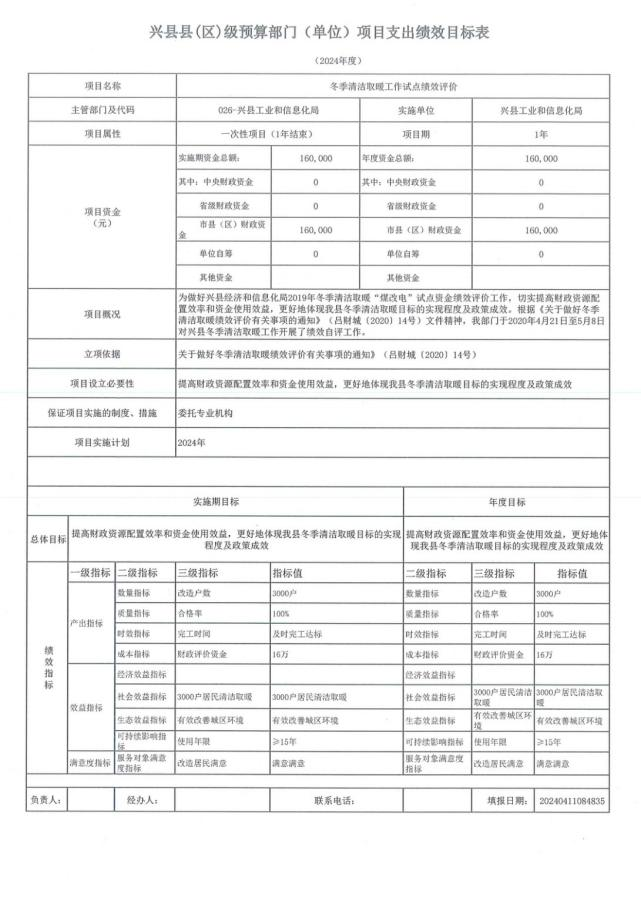 兴县县(区)级预算部门（单位）项目支出绩效目标表
（2024年度）
项目名称 冬季清洁取暖工作试点绩效评价
主管部门及代码 026-兴县工业和信息化局 实施单位 兴县工业和信息化局
项目属性 一次性项目（1年结束） 项目期 1年
项目资金
（元）
实施期资金总额: 160,000 年度资金总额: 160,000
其中: 中央财政资金 0 其中: 中央财政资金 0
省级财政资金 0 省级财政资金 0
市县（区）财政资金 160,000 市县（区）财政资金 160,000
单位自筹 0 单位自筹 0
其他资金 其他资金
项目概况
为做好兴县经济和信息化局2019年冬季清洁取暖“煤改电”试点资金绩效评价工作，切实提高财政资源配
置效率和资金使用效益，更好地体现我县冬季清洁取暖目标的实现程度及政策成效。根据《关于做好冬季
清洁取暖绩效评价有关事项的通知》（吕财城〔2020〕14号）文件精神，我部门于2020年4月21日至5月8日
对兴县冬季清洁取暖工作开展了绩效自评工作。
立项依据 关于做好冬季清洁取暖绩效评价有关事项的通知》（吕财城〔2020〕14号）
项目设立必要性 提高财政资源配置效率和资金使用效益，更好地体现我县冬季清洁取暖目标的实现程度及政策成效
保证项目实施的制度、措施 委托专业机构
项目实施计划 2024年
实施期目标 年度目标
总体目标
提高财政资源配置效率和资金使用效益，更好地体现我县冬季清洁取暖目标的实现
程度及政策成效
提高财政资源配置效率和资金使用效益，更好地体
现我县冬季清洁取暖目标的实现程度及政策成效
绩效指标
一级指标 二级指标 三级指标 指标值 二级指标 三级指标 指标值
产出指标
数量指标 改造户数 3000户 数量指标 改造户数 3000户
质量指标 合格率 100% 质量指标 合格率 100%
时效指标 完工时间 及时完工达标 时效指标 完工时间 及时完工达标
成本指标 财政评价资金 16万 成本指标 财政评价资金 16万
效益指标
经济效益指标 经济效益指标
社会效益指标 3000户居民清洁取暖 3000户居民清洁取暖 社会效益指标 3000户居民清洁取暖 3000户居民清洁取暖
生态效益指标 有效改善城区环境 有效改善城区环境 生态效益指标 有效改善城区环境 有效改善城区环境
可持续影响指标 使用年限 ≥15年 可持续影响指标 使用年限 ≥15年
满意度指标 服务对象满意度指标 改造居民满意 满意满意 服务对象满意度指标 改造居民满意 满意满意
负责人: 经办人: 联系电话: 填报日期: 20240411084835